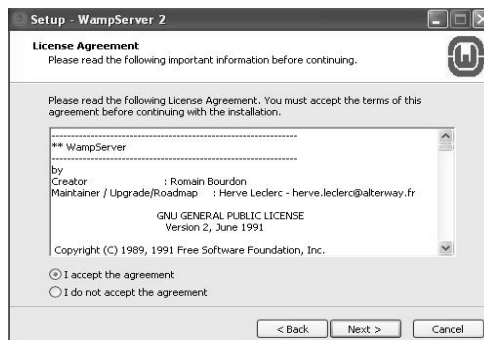 Setup - WampServer 2
License Agreement
Please read the following important information before continuing.
Please read the following License Agreement. You must accept the terms of this
agreement before continuing with the installation.
------------------------------------------------------------
** WampServer
------------------------------------------------------------
by
Creator : Romain Bourdon
Maintainer / Upgrade/Roadmap : Herve Leclerc - herve.leclerc@alterway.fr
GNU GENERAL PUBLIC LICENSE
Version 2, June 1991
Copyright (C) 1989, 1991 Free Software Foundation, Inc.
I accept the agreement
I do not accept the agreement
< Back Next > Cancel